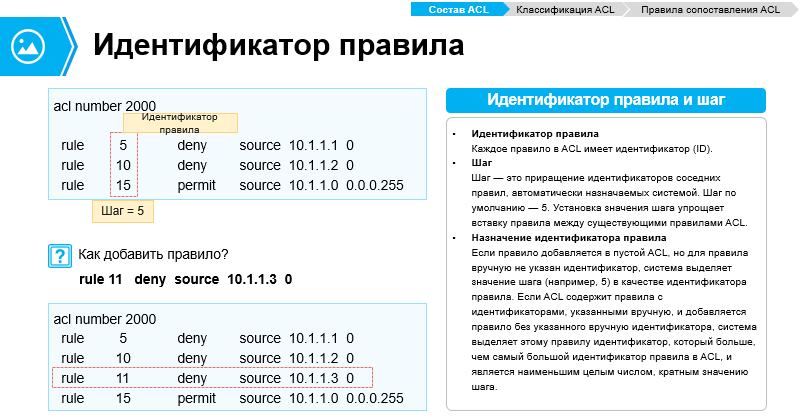 Состав ACL
Классификация ACL
Правила сопоставления ACL
Идентификатор правила
acl number 2000
Идентификатор
правила
rule 5 deny source 10.1.1.1 0
rule 10 deny source 10.1.1.2 0
rule 15 permit source 10.1.1.0 0.0.0.255
Шаг = 5
? Как добавить правило?
rule 11 deny source 10.1.1.3 0
acl number 2000
rule 5 deny source 10.1.1.1 0
rule 10 deny source 10.1.1.2 0
rule 11 deny source 10.1.1.3 0
rule 15 permit source 10.1.1.0 0.0.0.255
Идентификатор правила и шаг
• Идентификатор правила
Каждое правило в ACL имеет идентификатор (ID).
• Шаг
Шаг — это приращение идентификаторов соседних
правил, автоматически назначаемых системой. Шаг по
умолчанию — 5. Установка значения шага упрощает
вставку правила между существующими правилами ACL.
• Назначение идентификатора правила
Если правило добавляется в пустой ACL, но для правила
вручную не указан идентификатор, система выделяет
значение шага (например, 5) в качестве идентификатора
правила. Если ACL содержит правила с
идентификаторами, указанными вручную, и добавляется
правило без указанного вручную идентификатора, система
выделяет этому правилу идентификатор, который больше,
чем самый большой идентификатор правила в ACL, и
является наименьшим целым числом, кратным значению
шага.